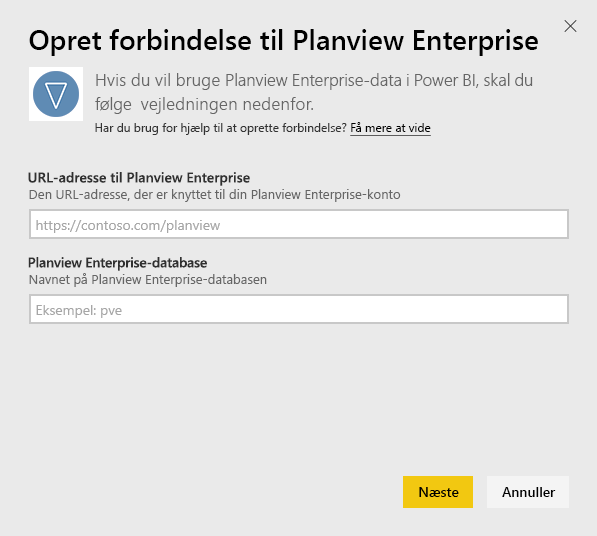 Opret forbindelse til Planview Enterprise
Hvis du vil bruge Planview Enterprise-data i Power BI, skal du
følge vejledningen nedenfor.
Har du brug for hjælp til at oprette forbindelse? Få mere at vide
URL-adresse til Planview Enterprise
Den URL-adresse, der er knyttet til din Planview Enterprise-konto
https://contoso.com/planview
Planview Enterprise-database
Navnet på Planview Enterprise-databasen
Eksempel: pve
Næste
Annuller